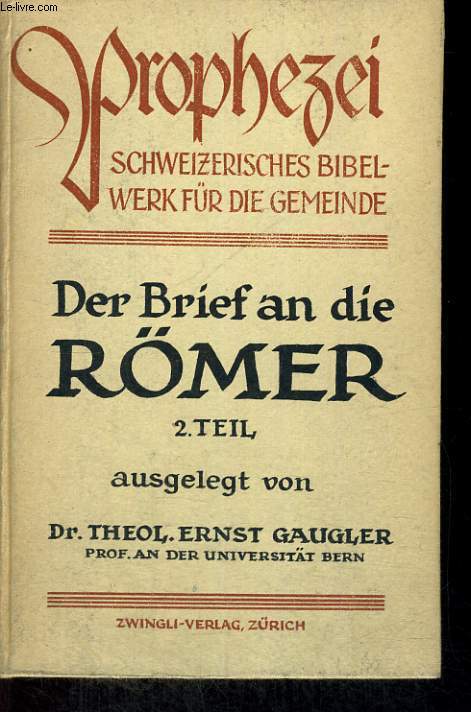 © Le-livre.com
Prophezei
SCHWEIZERISCHES BIBEL-
WERK FÜR DIE GEMEINDE
Der Brief an die
RÖMER
2. TEIL
ausgelegt von
Dr. THEOL. ERNST GAUGLER
PROF. AN DER UNIVERSITÄT BERN
ZWINGLI-VERLAG, ZÜRICH